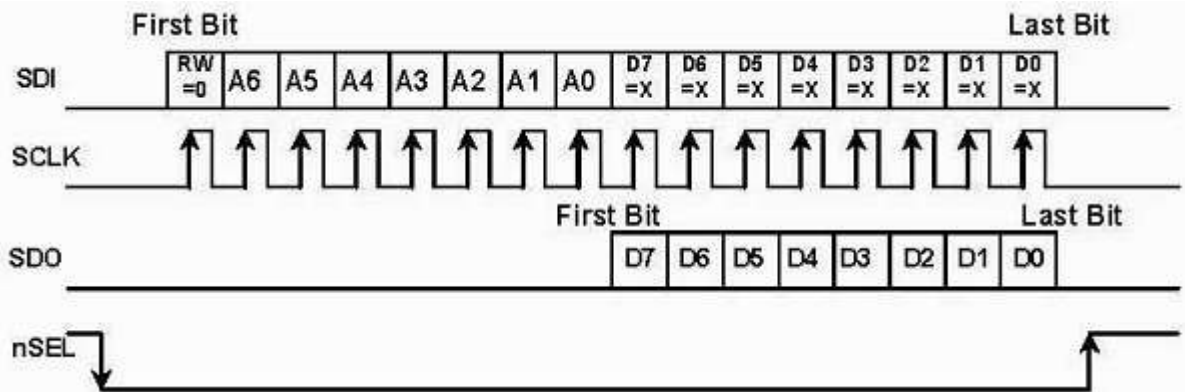 First Bit Last Bit
SDI RW =0 A6 A5 A4 A3 A2 A1 A0 D7 =X D6 =X D5 =X D4 =X D3 =X D2 =X D1 =X D0 =X
SCLK
First Bit Last Bit
SDO D7 D6 D5 D4 D3 D2 D1 D0
nSEL